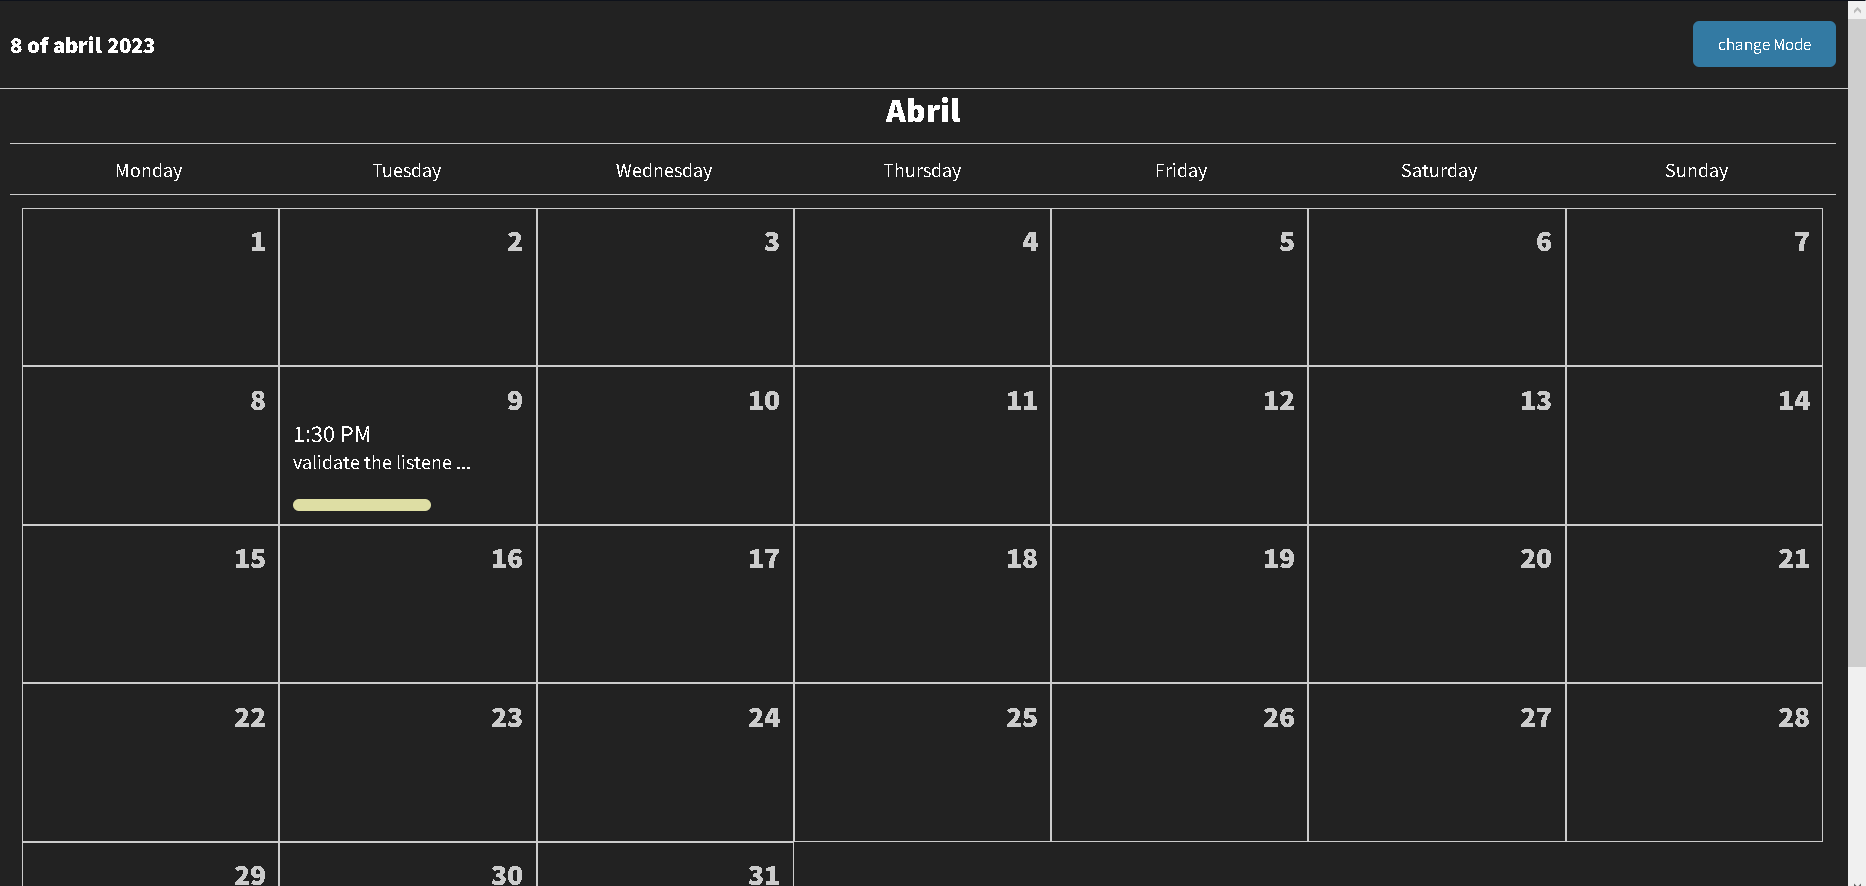 8 of abril 2023
change Mode
Abril
Monday Tuesday Wednesday Thursday Friday Saturday Sunday
1 2 3 4 5 6 7
8 9 10 11 12 13 14
1:30 PM
validate the listene ...
15 16 17 18 19 20 21
22 23 24 25 26 27 28
29 30 31